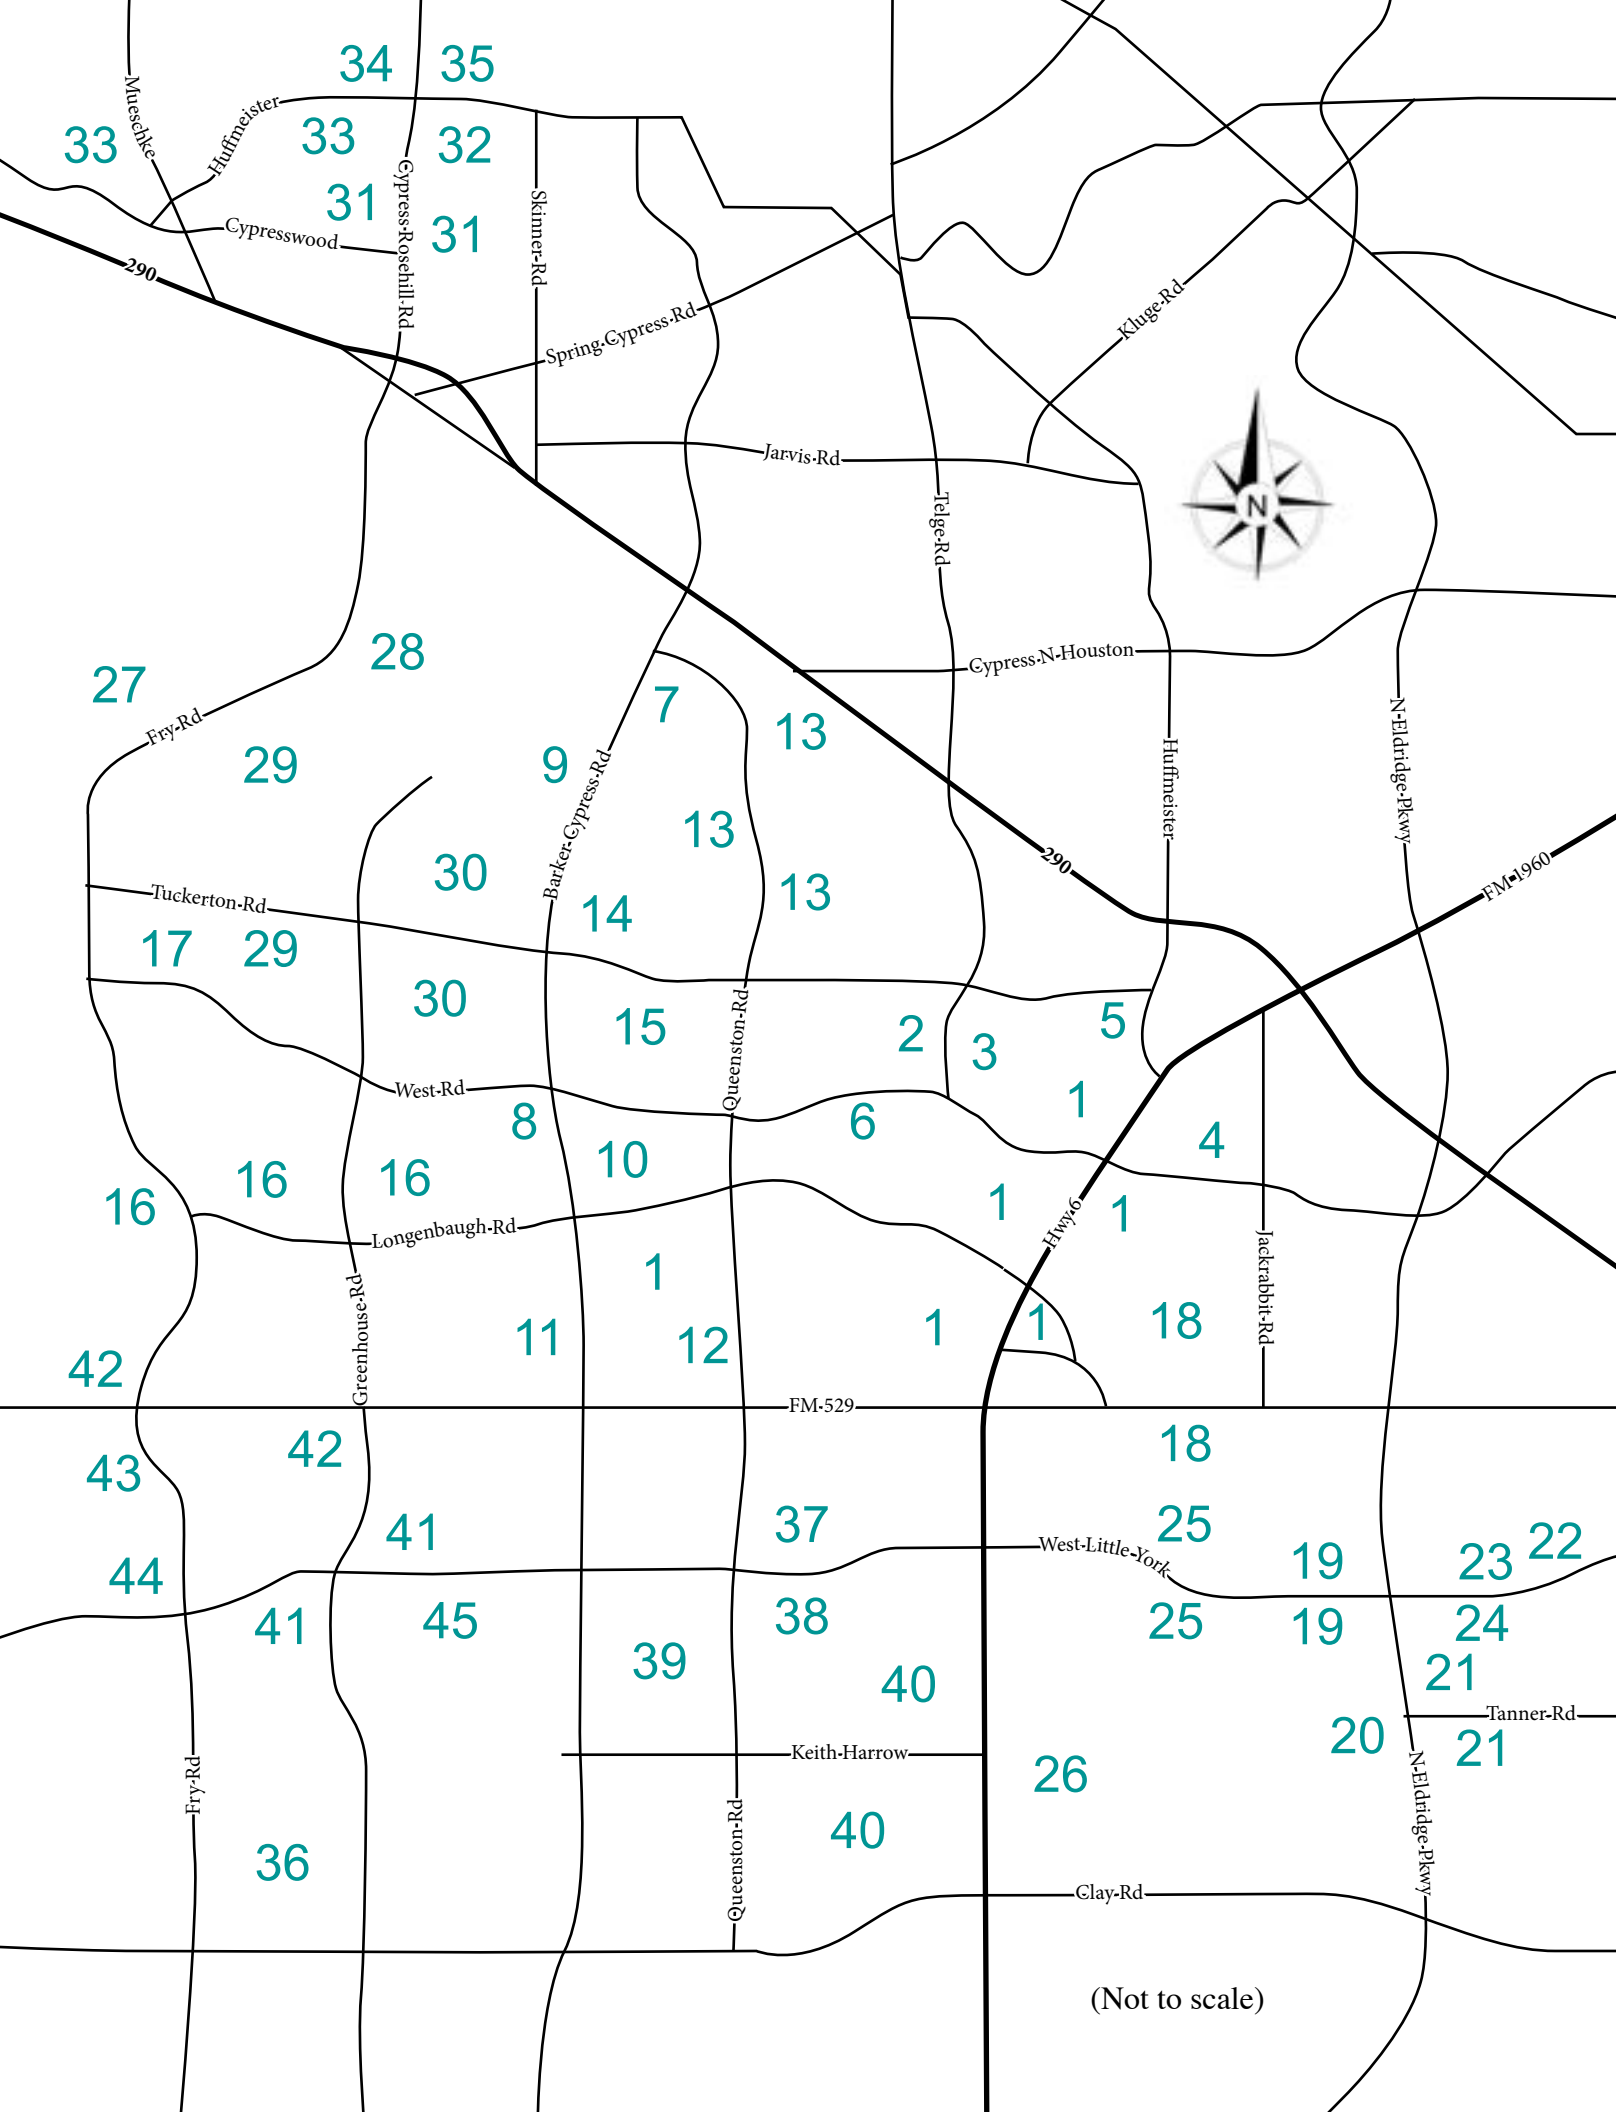 34 35
Mueschke
Huffmeister
33 33 32
Cypress-Rosehill-Rd
31
Skinner-Rd
Cypresswood
31
290
Kluge-Rd
Spring-Cypress-Rd
Jarvis-Rd
N
Telge-Rd
28
Cypress-N-Houston
27
7
Fry-Rd
13
N-Eldridge-Pkwy
29 9
Huffmeister
Barker-Cypress-Rd
13
290
30
FM-1960
Tuckerton-Rd
14 13
17 29
30
15 2 3 5
Queenston-Rd
West-Rd
1
8 6
4
10
16 16 16
1 1
Hwy-6
Longenbaugh-Rd
1
Jackrabbit-Rd
Greenhouse-Rd
11 12 1 1 18
42
FM-529
42 18
43
41 37 25
West-Little-York
22
44 19 23
41 45 38 25 19 24
39 21
40
Tanner-Rd
20 21
Keith-Harrow
Fry-Rd
26
N-Eldridge-Pkwy
40
Queenston-Rd
36
Clay-Rd
(Not to scale)